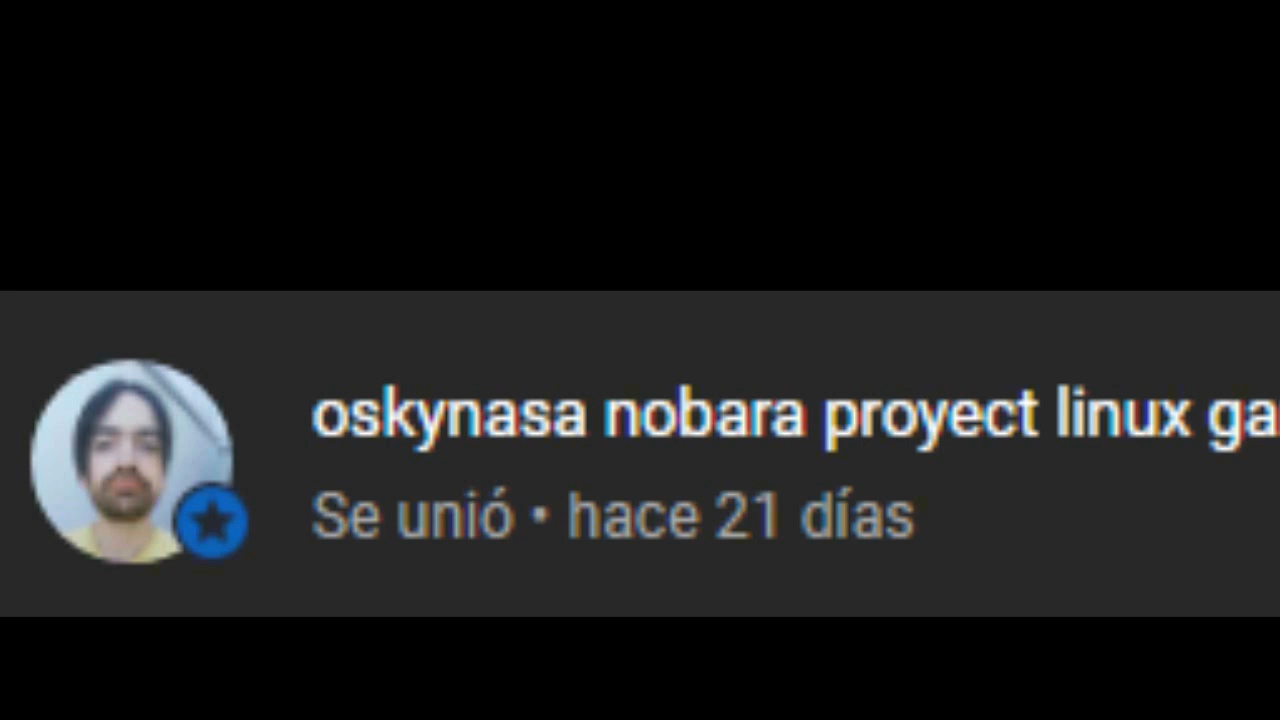 oskynasa nobara proyect linux ga
Se unió • hace 21 días